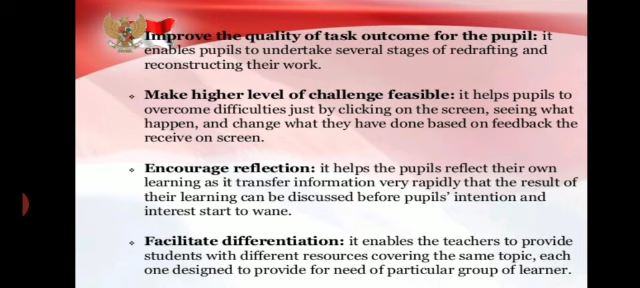 Improve the quality of task outcome for the pupil: it
enables pupils to undertake several stages of redrafting and
reconstructing their work.
❖ Make higher level of challenge feasible: it helps pupils to
overcome difficulties just by clicking on the screen, seeing what
happen, and change what they have done based on feedback the
receive on screen.
❖ Encourage reflection: it helps the pupils reflect their own
learning as it transfer information very rapidly that the result of
their learning can be discussed before pupils' intention and
interest start to wane.
❖ Facilitate differentiation: it enables the teachers to provide
students with different resources covering the same topic, each
one designed to provide for need of particular group of learner.